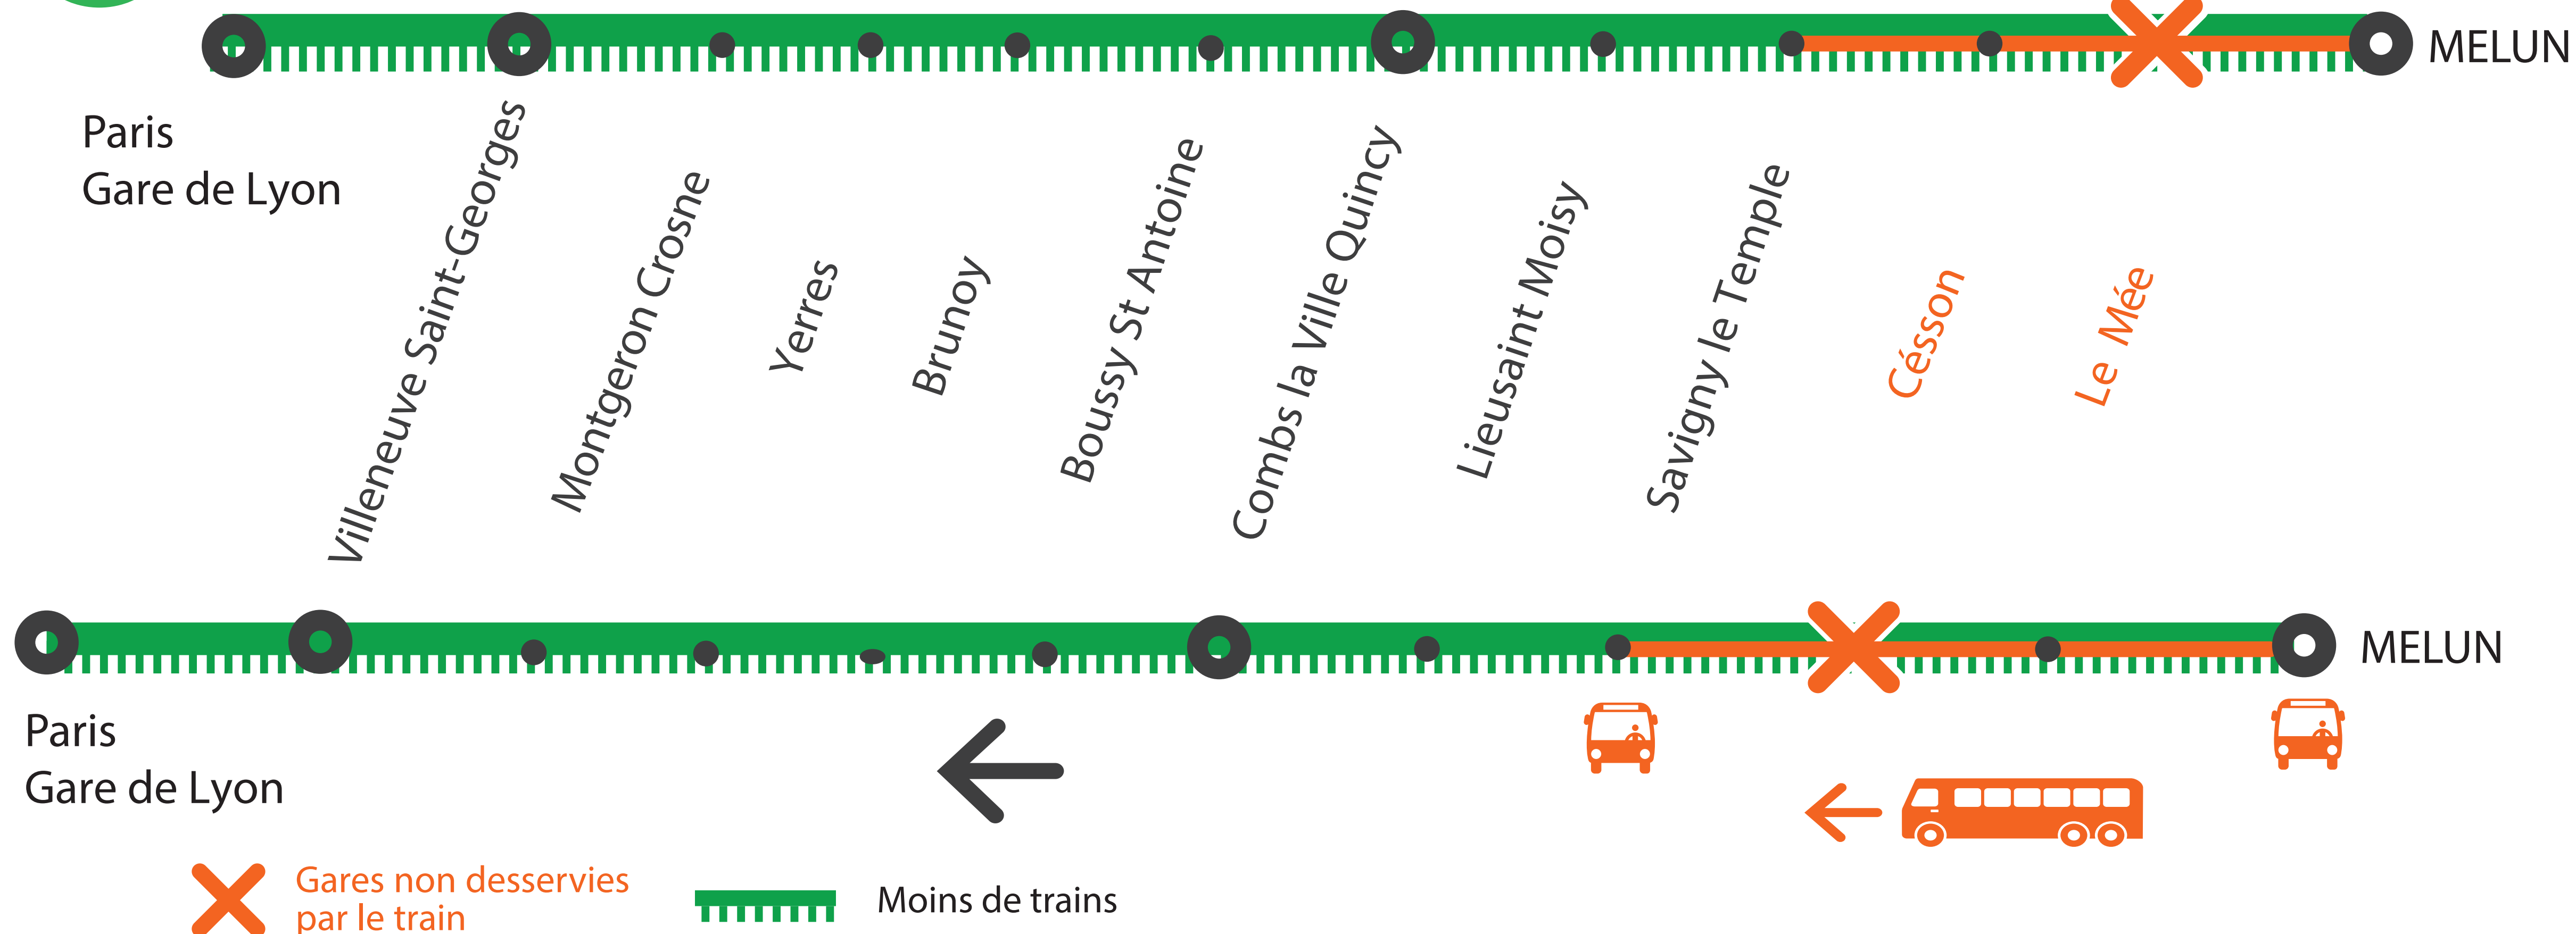 MELUN
Paris
Gare de Lyon
Villeneuve Saint-Georges
Montgeron Crosne
Yerres
Brunoy
Boussy St Antoine
Combs la Ville Quincy
Lieusaint Moisy
Savigny le Temple
Césson
Le Mée
MELUN
Paris
Gare de Lyon
Gares non desservies
par le train
Moins de trains